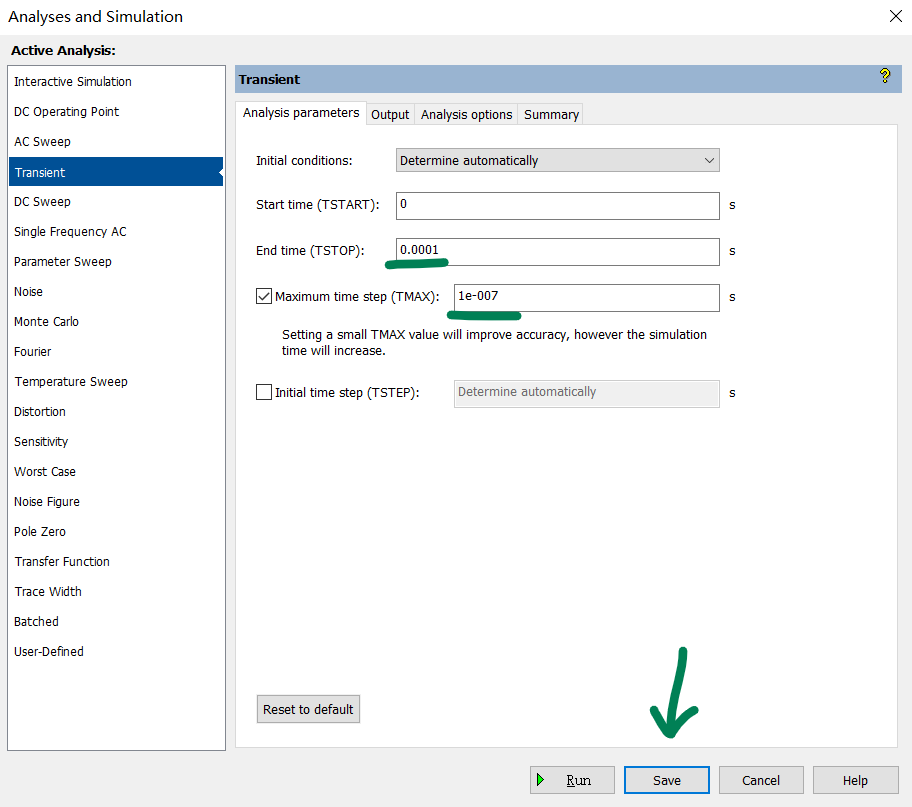 Analyses and Simulation
Active Analysis:
Interactive Simulation
DC Operating Point
AC Sweep
Transient
DC Sweep
Single Frequency AC
Parameter Sweep
Noise
Monte Carlo
Fourier
Temperature Sweep
Distortion
Sensitivity
Worst Case
Noise Figure
Pole Zero
Transfer Function
Trace Width
Batched
User-Defined
Transient ?
Analysis parameters Output Analysis options Summary
Initial conditions: Determine automatically
Start time (TSTART): 0 s
End time (TSTOP): 0.0001 s
Maximum time step (TMAX): 1e-007 s
Setting a small TMAX value will improve accuracy, however the simulation
time will increase.
Initial time step (TSTEP): Determine automatically s
Reset to default
Run Save Cancel Help